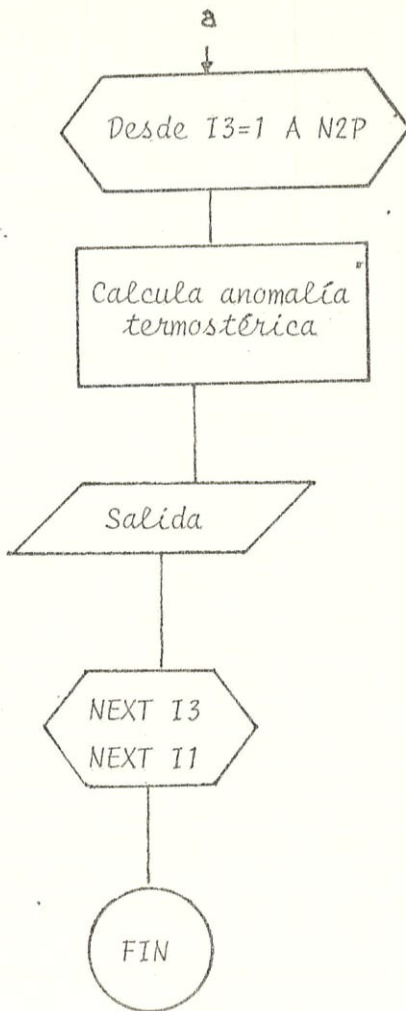 a
Desde I3=1 A N2P
Calcula anomalía
termostérica
Salida
NEXT I3
NEXT I1
FIN